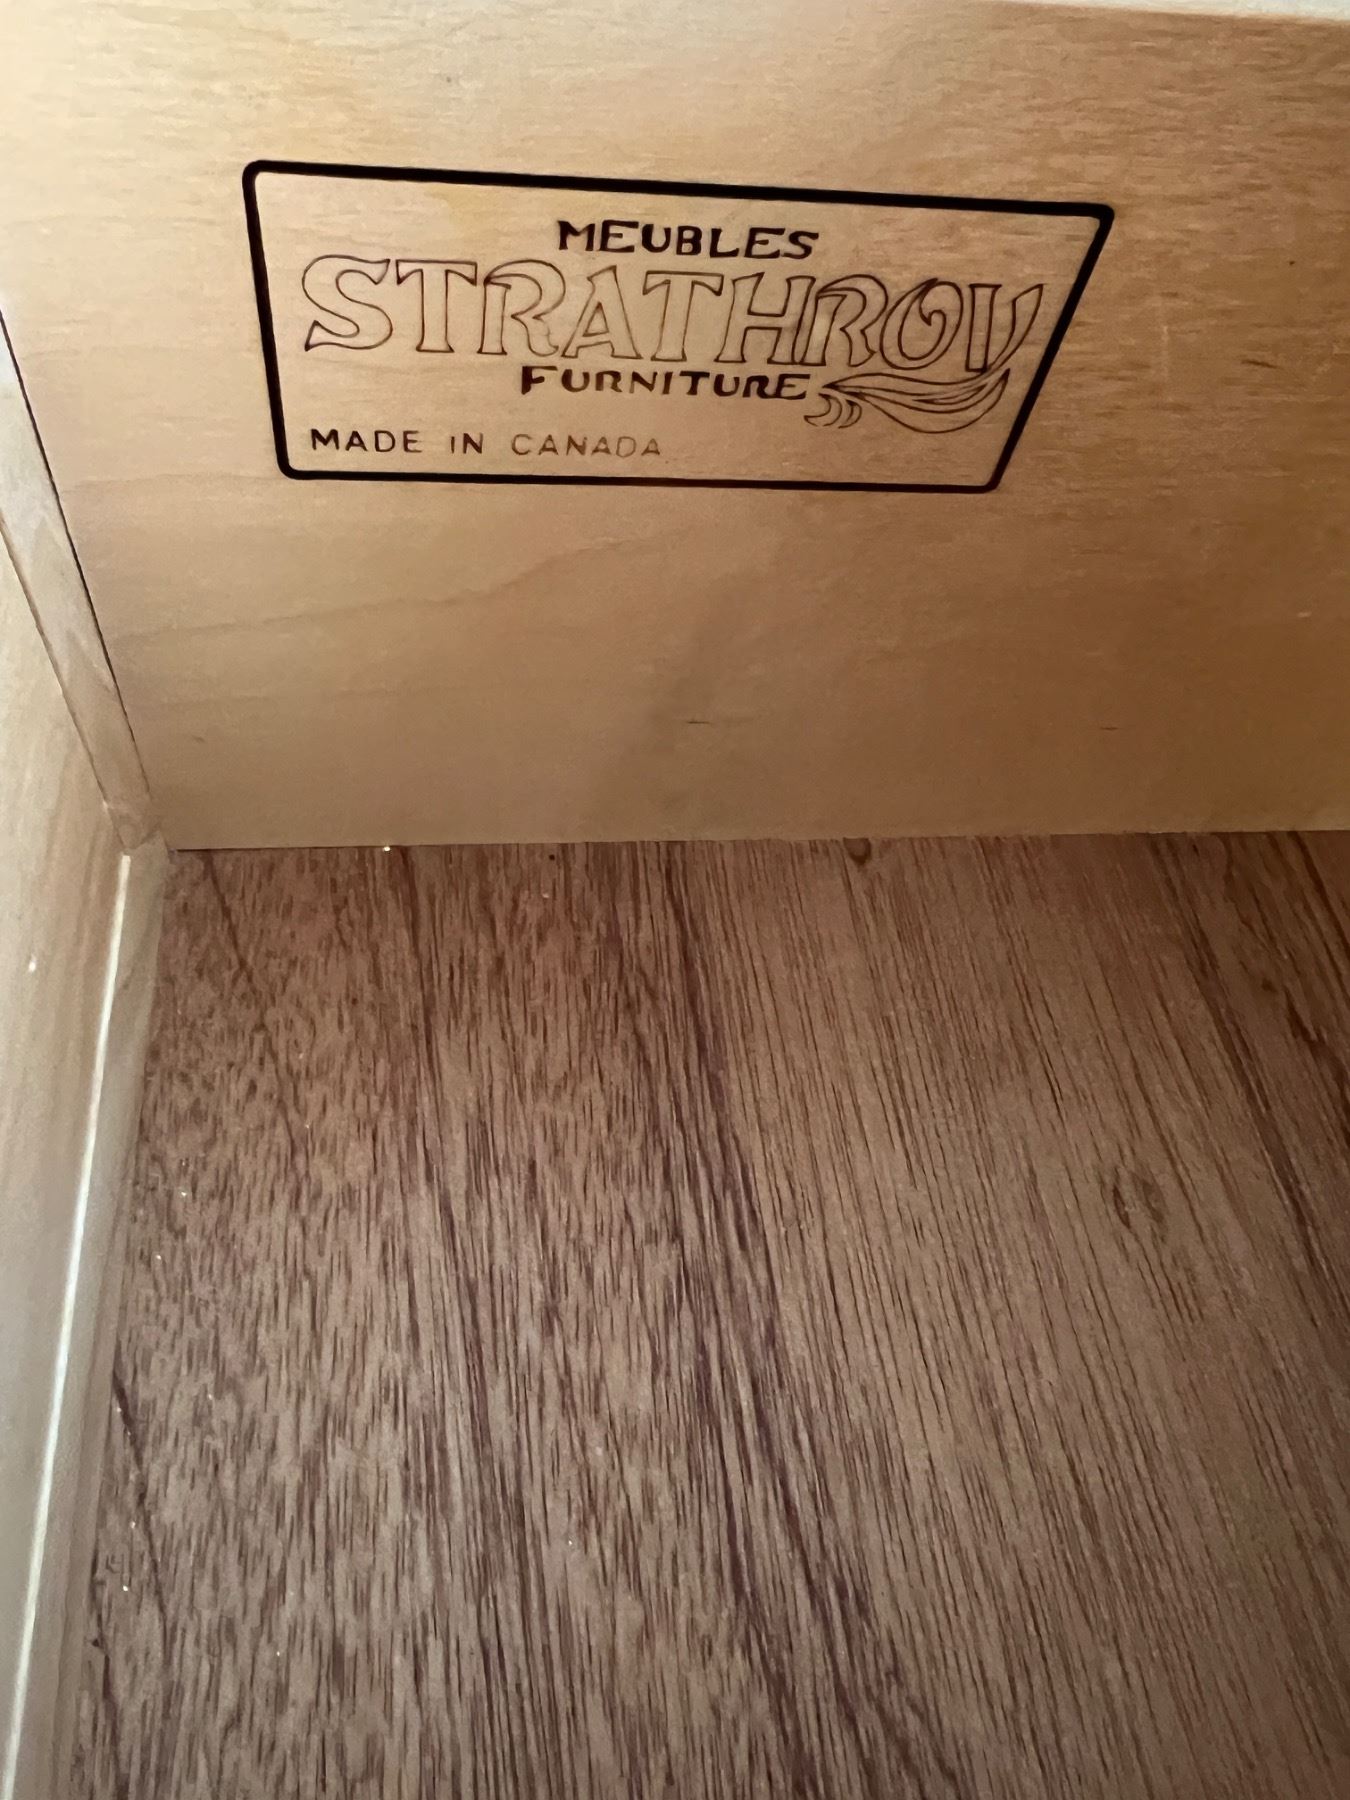 MEUBLES
STRATHROY
FURNITURE
MADE IN CANADA